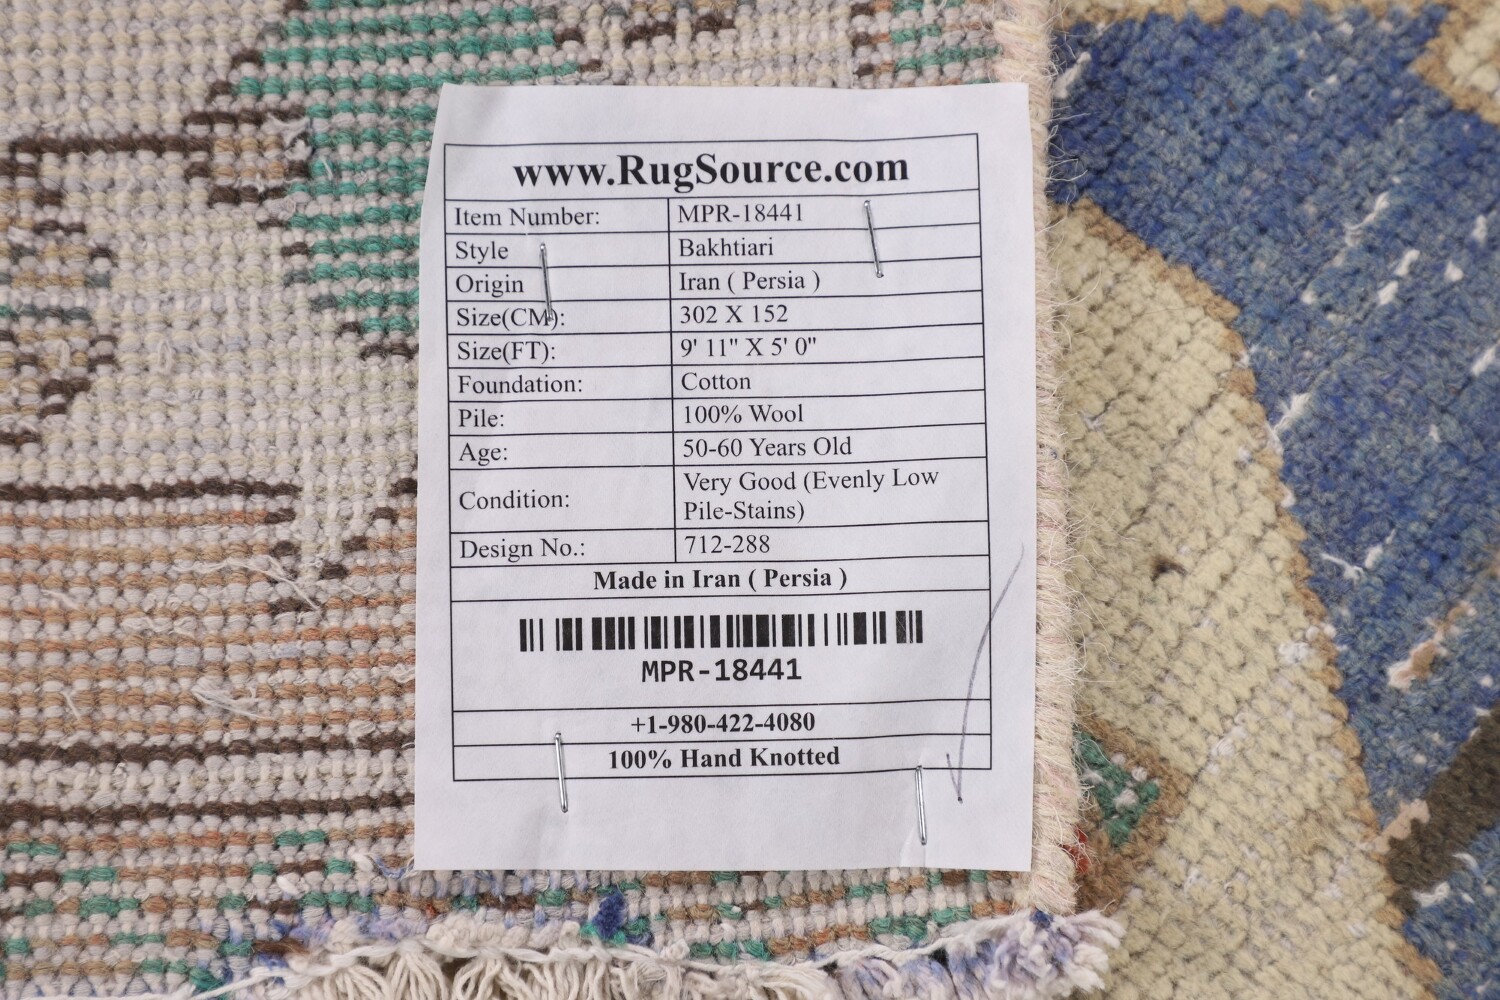 www.RugSource.com
Item Number: MPR-18441
Style Bakhtiari
Origin Iran ( Persia )
Size(CM): 302 X 152
Size(FT): 9' 11" X 5' 0"
Foundation: Cotton
Pile: 100% Wool
Age: 50-60 Years Old
Condition: Very Good (Evenly Low
Pile-Stains)
Design No.: 712-288
Made in Iran ( Persia )
MPR-18441
+1-980-422-4080
100% Hand Knotted